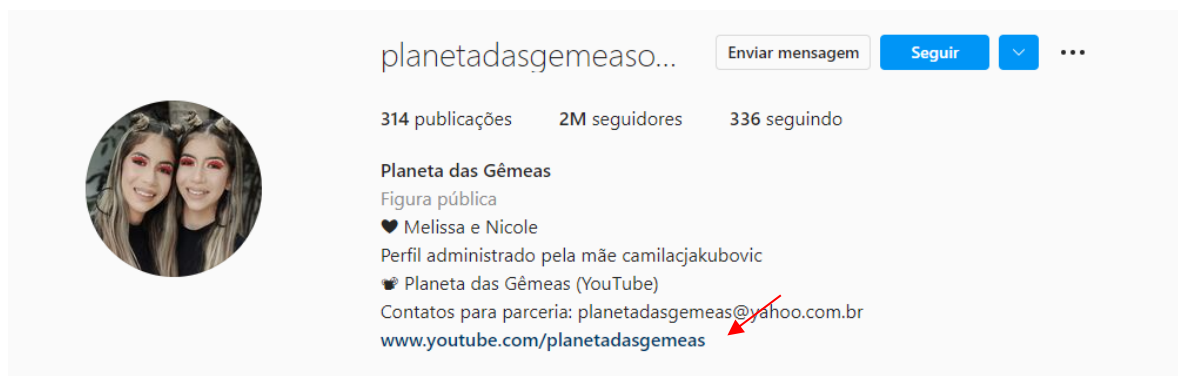 planetadasgemeaso... Enviar mensagem Seguir
314 publicações 2M seguidores 336 seguindo
Planeta das Gêmeas
Figura pública
🖤 Melissa e Nicole
Perfil administrado pela mãe camilacjakubovic
📽 Planeta das Gêmeas (YouTube)
Contatos para parceria: planetadasgemeas@yahoo.com.br
www.youtube.com/planetadasgemeas